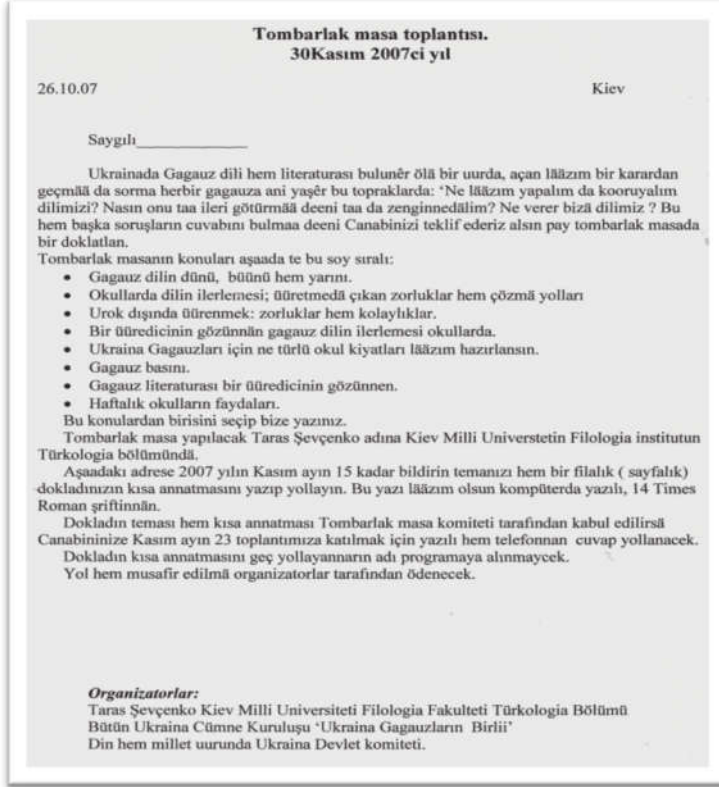 Tombarlak masa toplantısı.
30Kasım 2007ci yıl
26.10.07 Kiev
Saygılı______________
Ukrainada Gagauz dili hem literaturası bulunêr ölä bir uurda, açan lääzım bir karardan
geçmää da sorma herbir gagauza ani yaşêr bu topraklarda: ‘Ne lääzım yapalım da kooruyalım
dilimizi? Nasın onu taa ileri götürmää deeni taa da zenginnedälim? Ne verer bizä dilimiz ? Bu
hem başka soruşların cuvabını bulmaa deeni Canabinizi teklif ederiz alsın pay tombarlak masada
bir doklatlan.
Tombarlak masanın konuları aşaada te bu soy sıralı:
• Gagauz dilin dünü, büünü hem yarını.
• Okullarda dilin ilerlemesi; üüretmedä çıkan zorluklar hem çözmä yolları
• Urok dışında üürenmek: zorluklar hem kolaylıklar.
• Bir üüredicinin gözünnän gagauz dilin ilerlemesi okullarda.
• Ukraina Gagauzları için ne türlü okul kiyatları lääzım hazırlansın.
• Gagauz basını.
• Gagauz literaturası bir üüredicinin gözünnen.
• Haftalık okulların faydaları.
Bu konulardan birisini seçip bize yazınız.
Tombarlak masa yapılacak Taras Şevçenko adına Kiev Milli Universtetin Filologia institutun
Türkologia bölümündä.
Aşaadakı adrese 2007 yılın Kasım ayın 15 kadar bildirin temanızı hem bir filalık ( sayfalık)
dokladınızın kısa annatmasını yazıp yollayın. Bu yazı lääzım olsun kompüterda yazılı, 14 Times
Roman şriftinnän.
Dokladın teması hem kısa annatması Tombarlak masa komiteti tarafından kabul edilirsä
Canabininize Kasım ayın 23 toplantımıza katılmak için yazılı hem telefonnan cuvap yollanacek.
Dokladın kısa annatmasını geç yollayannarın adı programaya alınmaycek.
Yol hem musafir edilmä organizatorlar tarafından ödenecek.
Organizatorlar:
Taras Şevçenko Kiev Milli Universiteti Filologia Fakulteti Türkologia Bölümü
Bütün Ukraina Cümne Kuruluşu ‘Ukraina Gagauzların Birlii’
Din hem millet uurunda Ukraina Devlet komiteti.